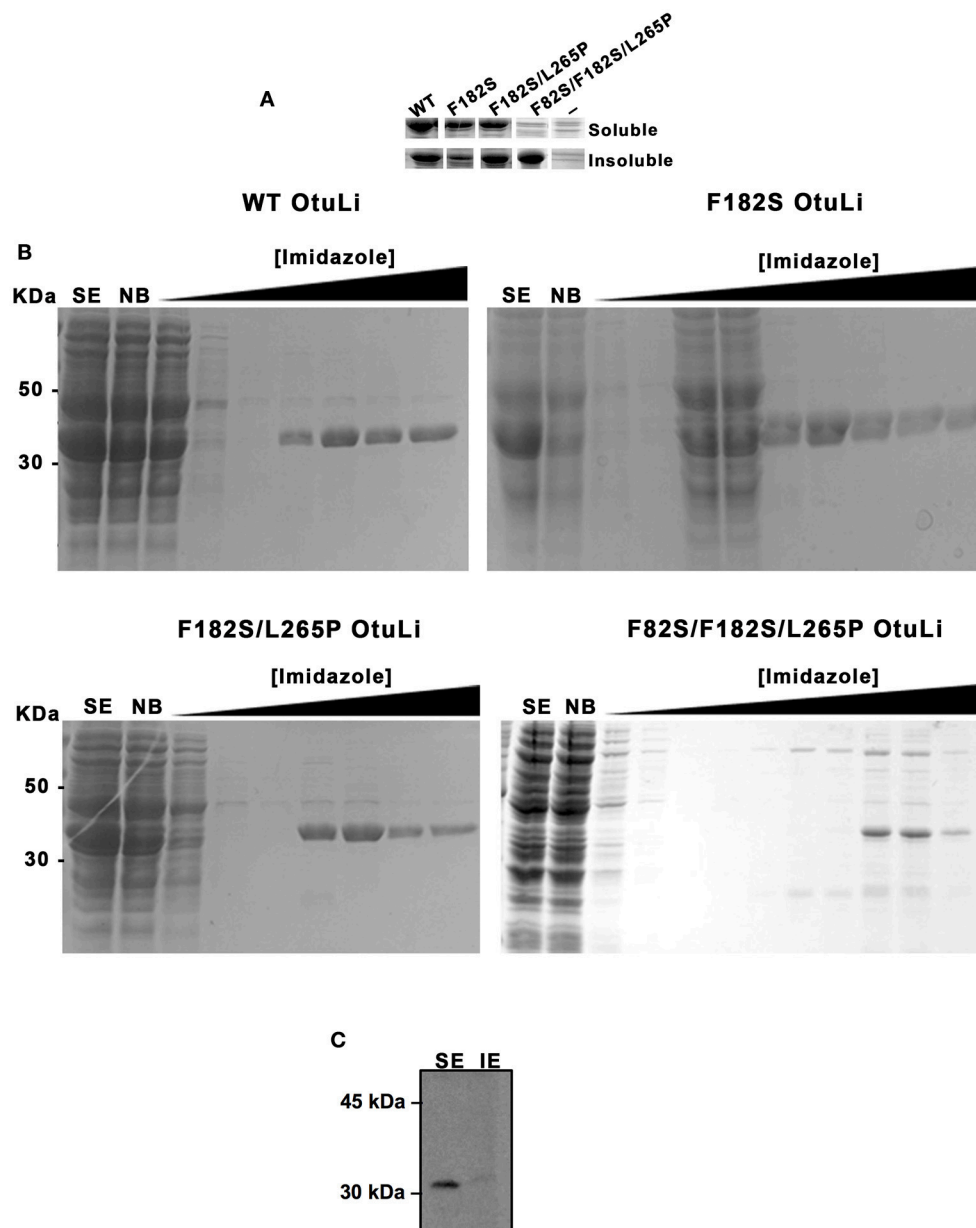 A
WT
F182S
F182S/L265P
F82S/F182S/L265P
–
Soluble
Insoluble
WT OtuLi
F182S OtuLi
B
[Imidazole]
[Imidazole]
KDa
SE NB
SE NB
50 -
30 -
F182S/L265P OtuLi
F82S/F182S/L265P OtuLi
[Imidazole]
[Imidazole]
KDa
SE NB
SE NB
50 -
30 -
C
SE IE
45 kDa –
30 kDa –